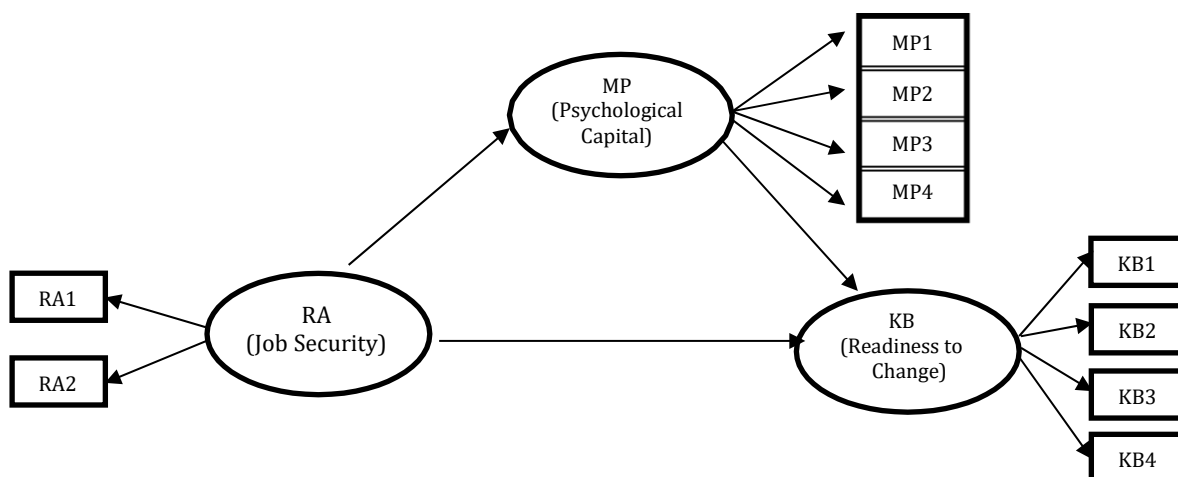 MP
(Psychological
Capital)
MP1
MP2
MP3
MP4
RA1
RA2
RA
(Job Security)
KB
(Readiness to
Change)
KB1
KB2
KB3
KB4